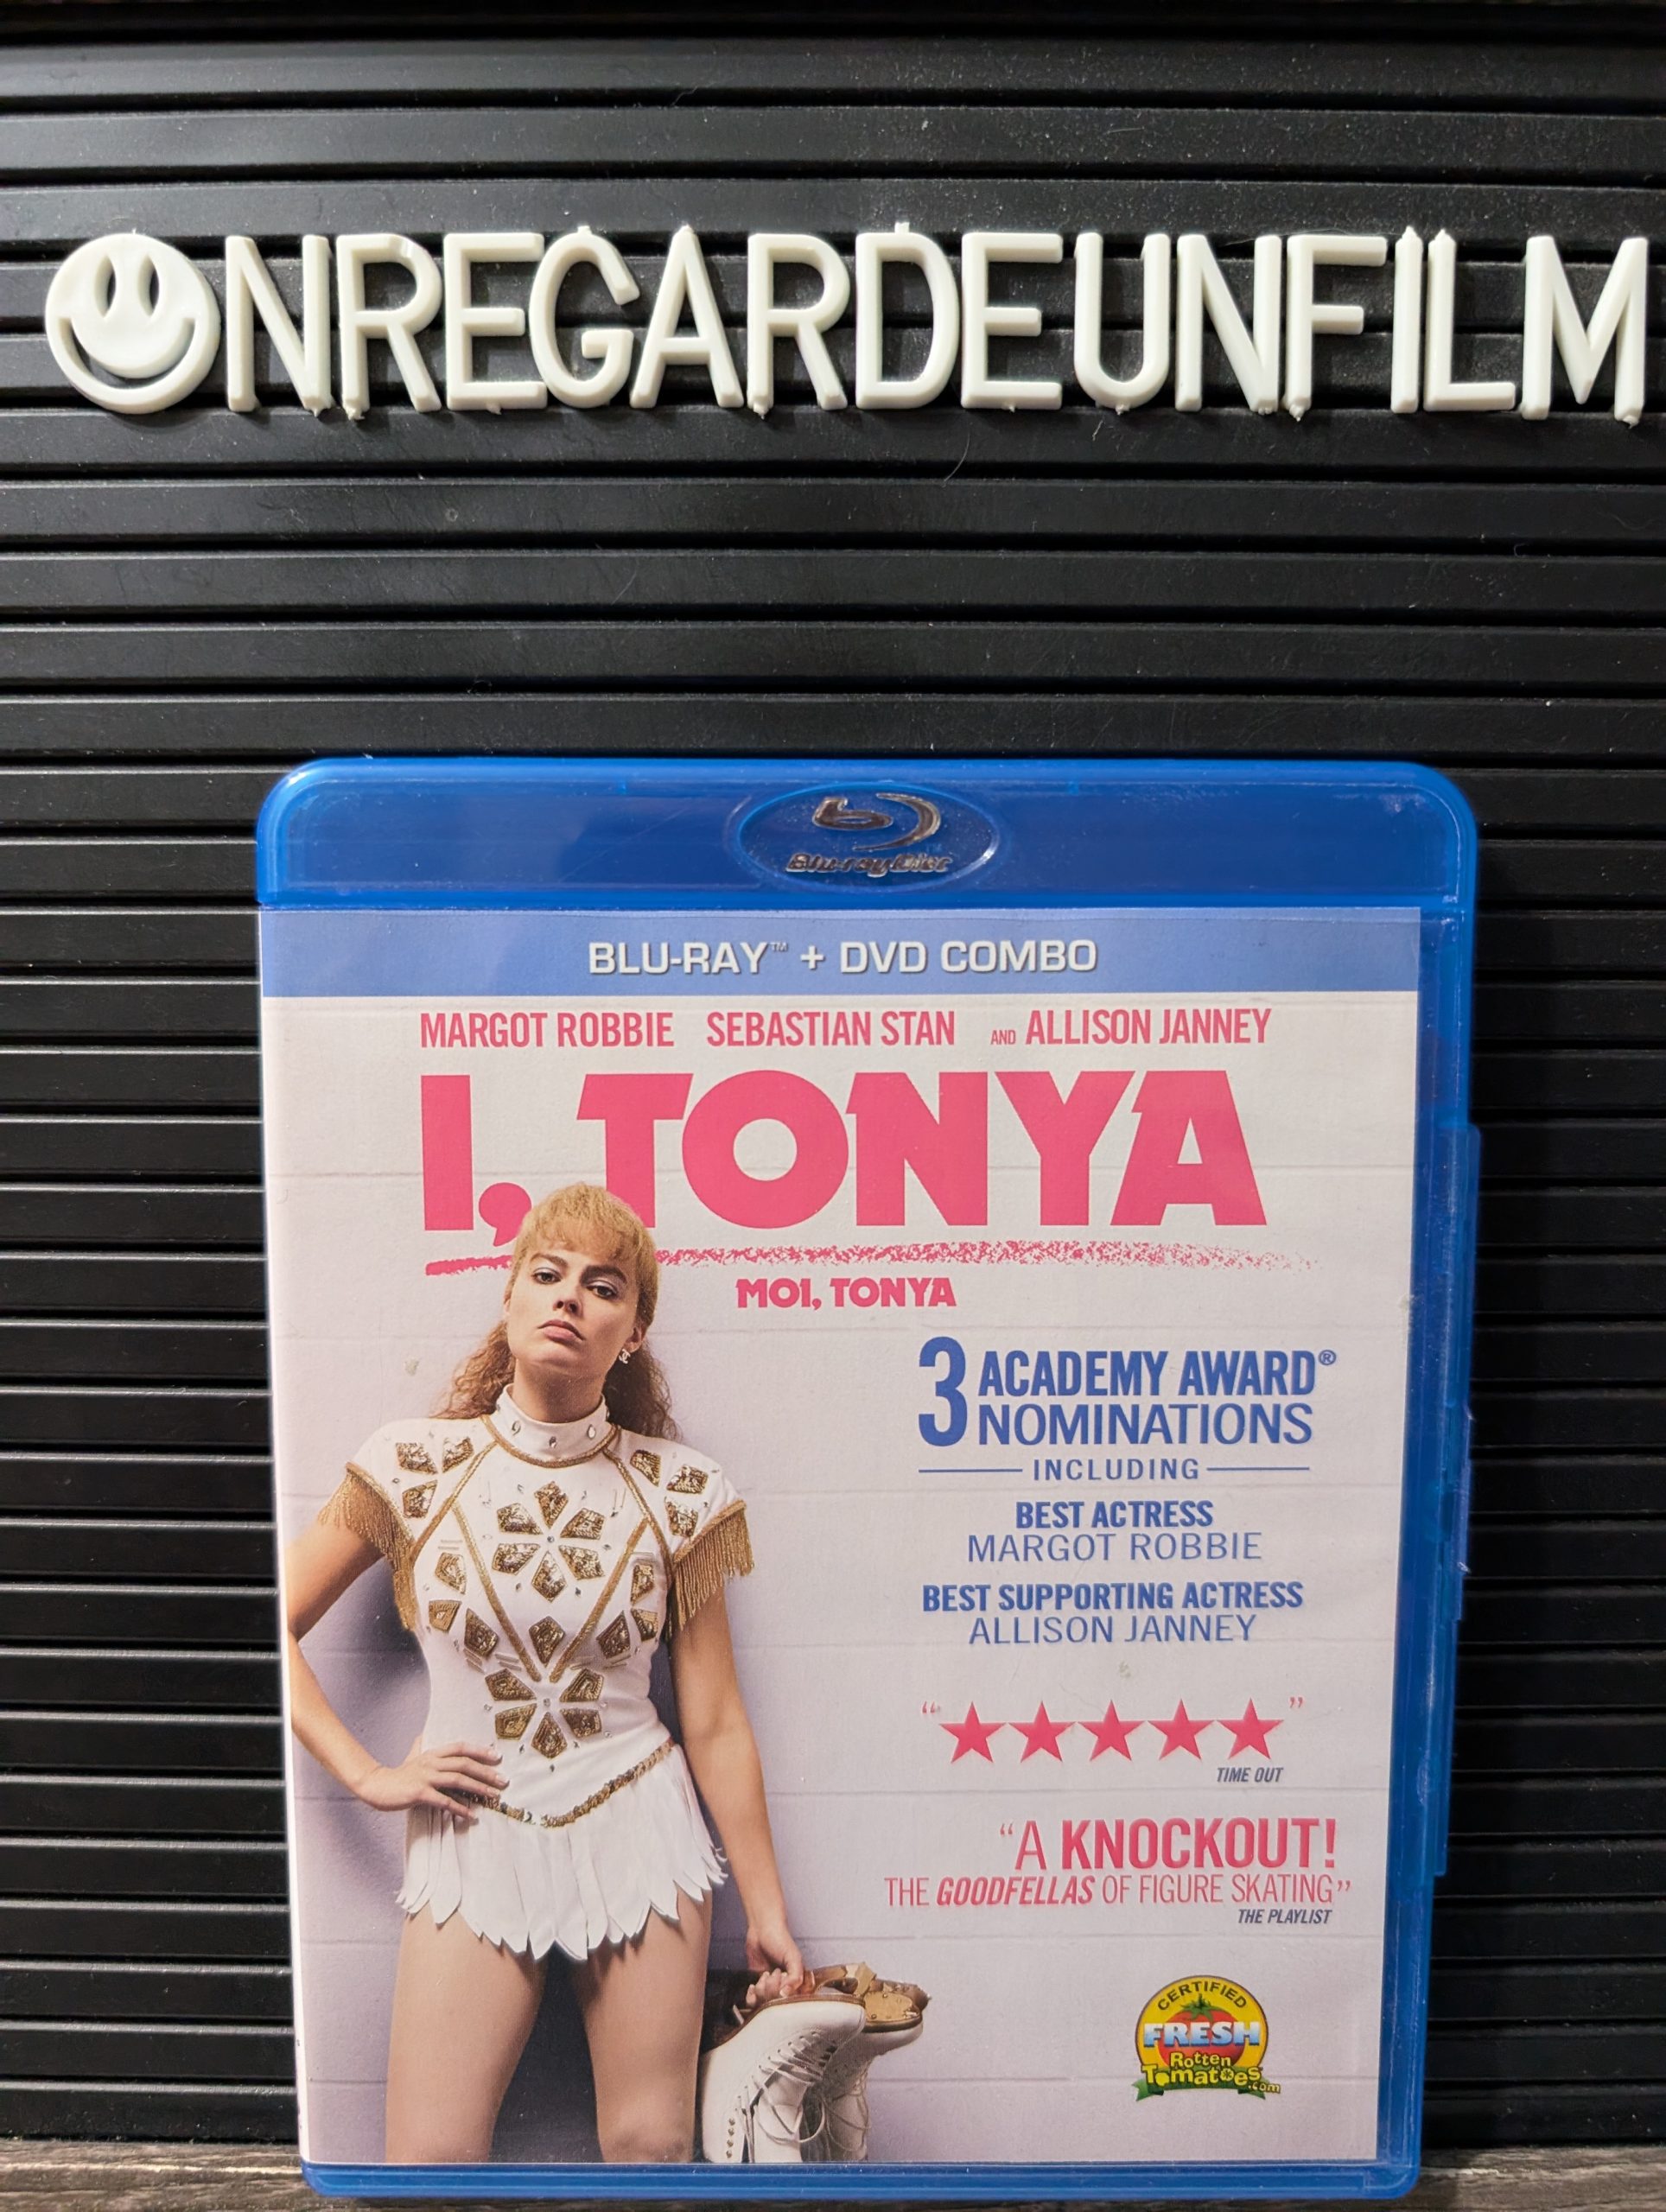 ☻NREGARDEUNFILM
Blu-ray Disc
BLU-RAY™ + DVD COMBO
MARGOT ROBBIE SEBASTIAN STAN AND ALLISON JANNEY
I, TONYA
MOI, TONYA
3 ACADEMY AWARD®
NOMINATIONS
INCLUDING
BEST ACTRESS
MARGOT ROBBIE
BEST SUPPORTING ACTRESS
ALLISON JANNEY
“★★★★★”
TIME OUT
“A KNOCKOUT!
THE GOODFELLAS OF FIGURE SKATING”
THE PLAYLIST
CERTIFIED
FRESH
Rotten
Tomatoes.com